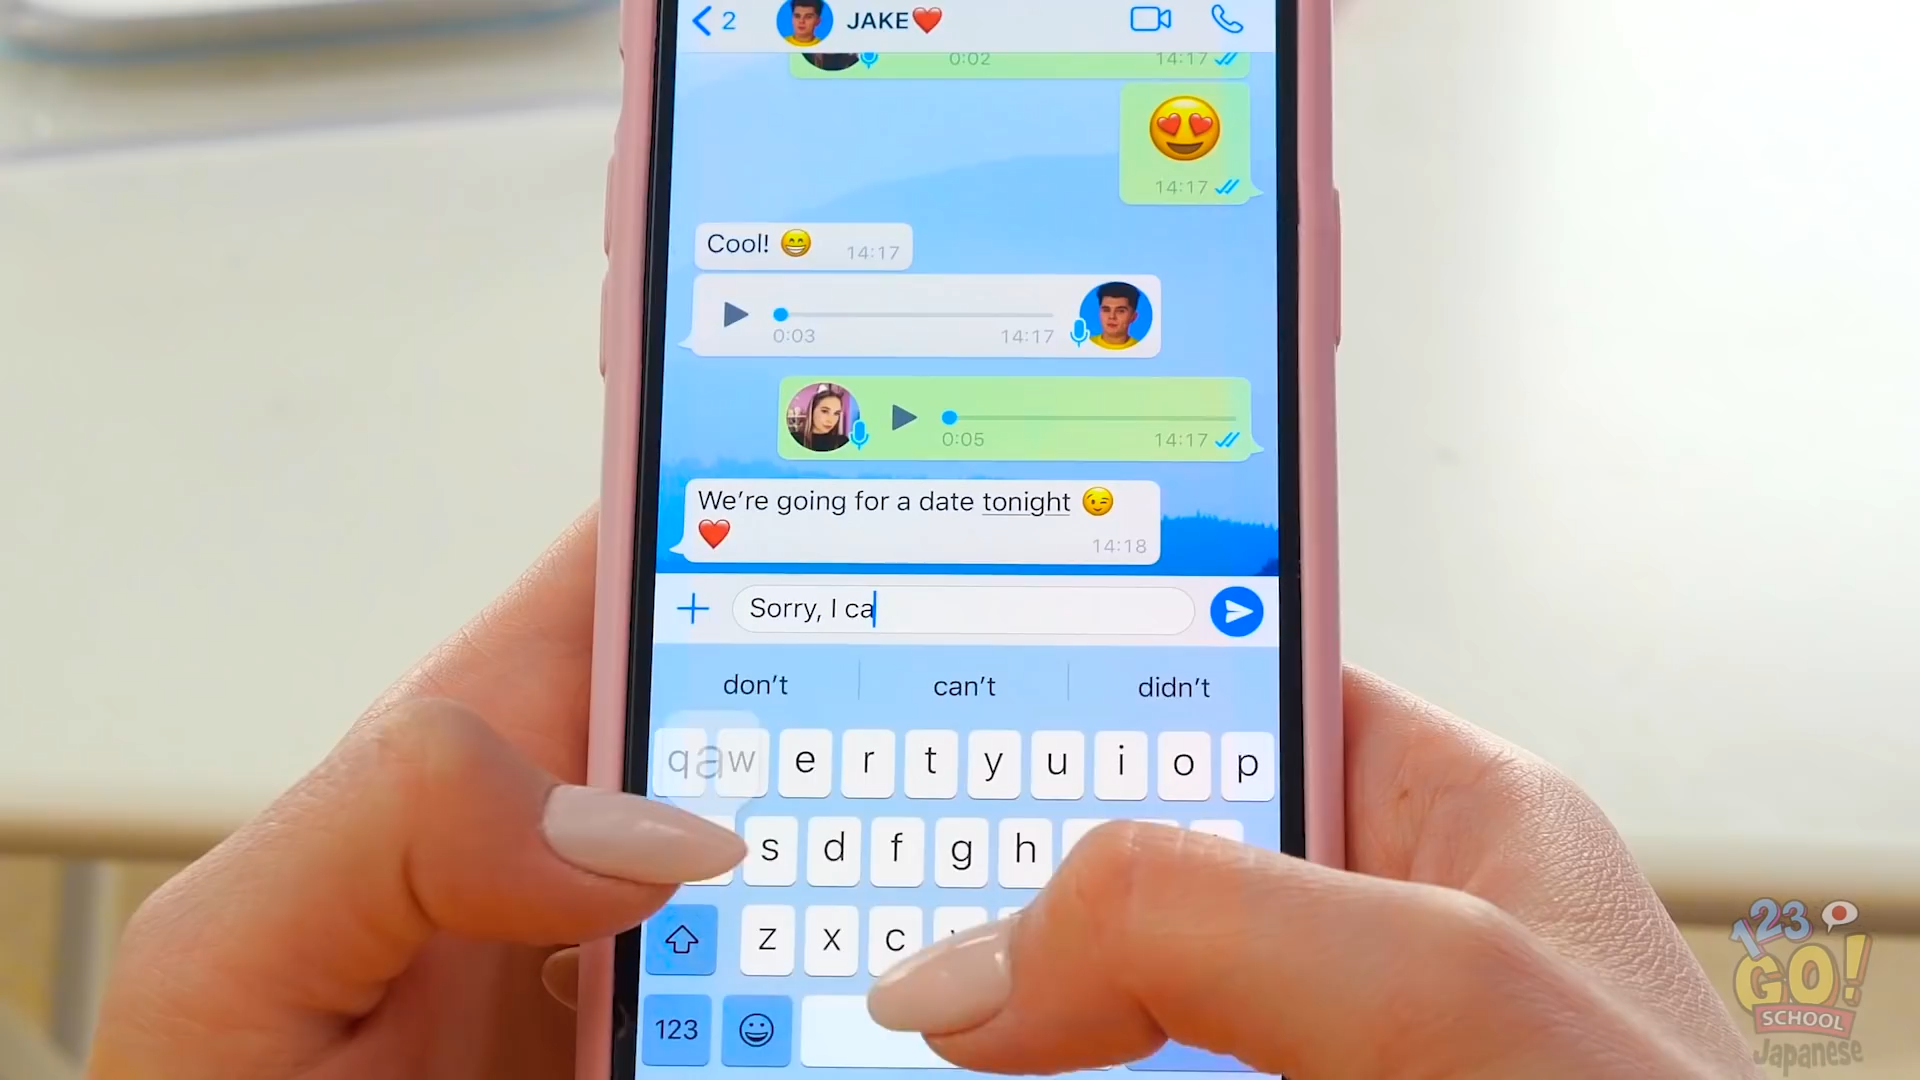 2 JAKE❤️
0:02 14:17
😍
14:17
Cool! 😁 14:17
0:03 14:17
0:05 14:17
We're going for a date tonight 😉
❤️
14:18
Sorry, I ca
don't can't didn't
q a w e r t y u i o p
s d f g h
z x c
123
123
GO!
SCHOOL
Japanese